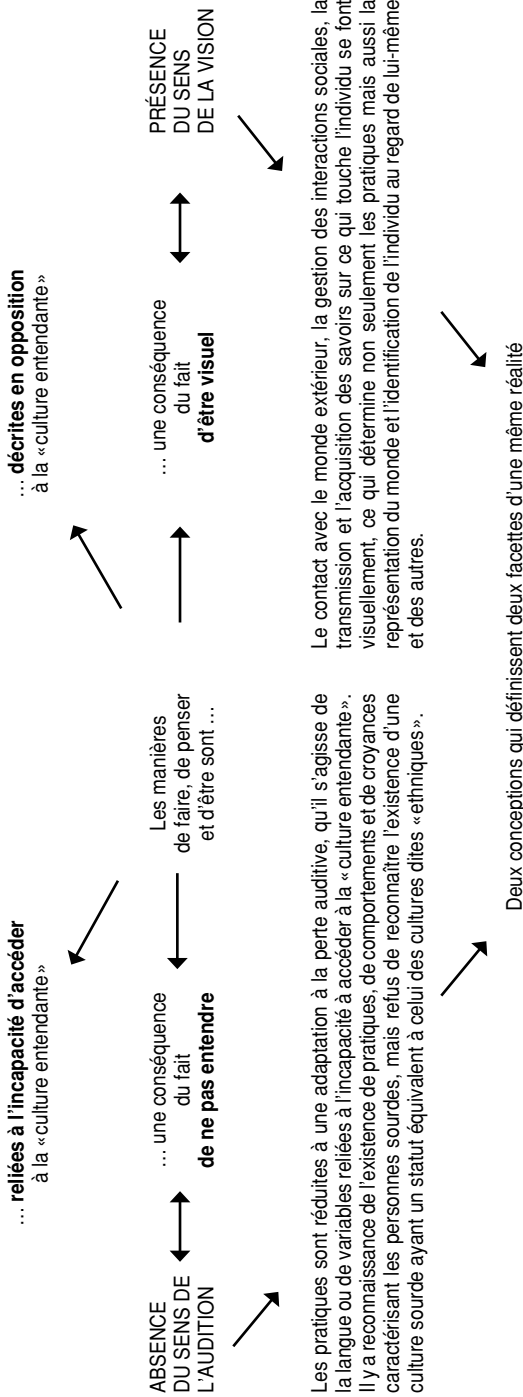 … reliées à l'incapacité d'accéder
à la «culture entendante»
… décrites en opposition
à la «culture entendante»
ABSENCE
DU SENS DE
L'AUDITION
… une conséquence
du fait
de ne pas entendre
Les manières
de faire, de penser
et d'être sont …
… une conséquence
du fait
d'être visuel
PRÉSENCE
DU SENS
DE LA VISION
Les pratiques sont réduites à une adaptation à la perte auditive, qu'il s'agisse de
la langue ou de variables reliées à l'incapacité à accéder à la «culture entendante».
Il y a reconnaissance de l'existence de pratiques, de comportements et de croyances
caractérisant les personnes sourdes, mais refus de reconnaître l'existence d'une
culture sourde ayant un statut équivalent à celui des cultures dites «ethniques».
Le contact avec le monde extérieur, la gestion des interactions sociales, la
transmission et l'acquisition des savoirs sur ce qui touche l'individu se font
visuellement, ce qui détermine non seulement les pratiques mais aussi la
représentation du monde et l'identification de l'individu au regard de lui-même
et des autres.
Deux conceptions qui définissent deux facettes d'une même réalité